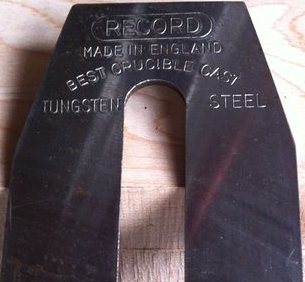 RECORD
MADE IN ENGLAND
BEST CRUCIBLE CAST
TUNGSTEN STEEL